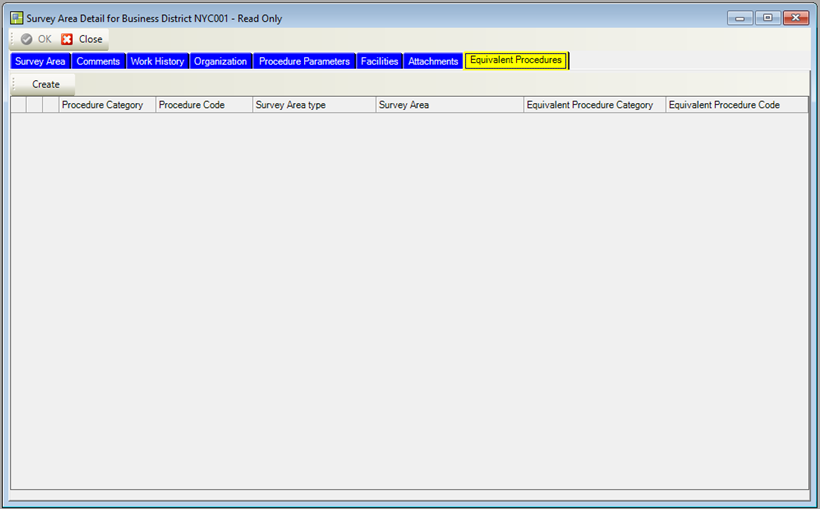 Survey Area Detail for Business District NYC001 - Read Only
OK Close
Survey Area Comments Work History Organization Procedure Parameters Facilities Attachments Equivalent Procedures
Create
Procedure Category Procedure Code Survey Area type Survey Area Equivalent Procedure Category Equivalent Procedure Code